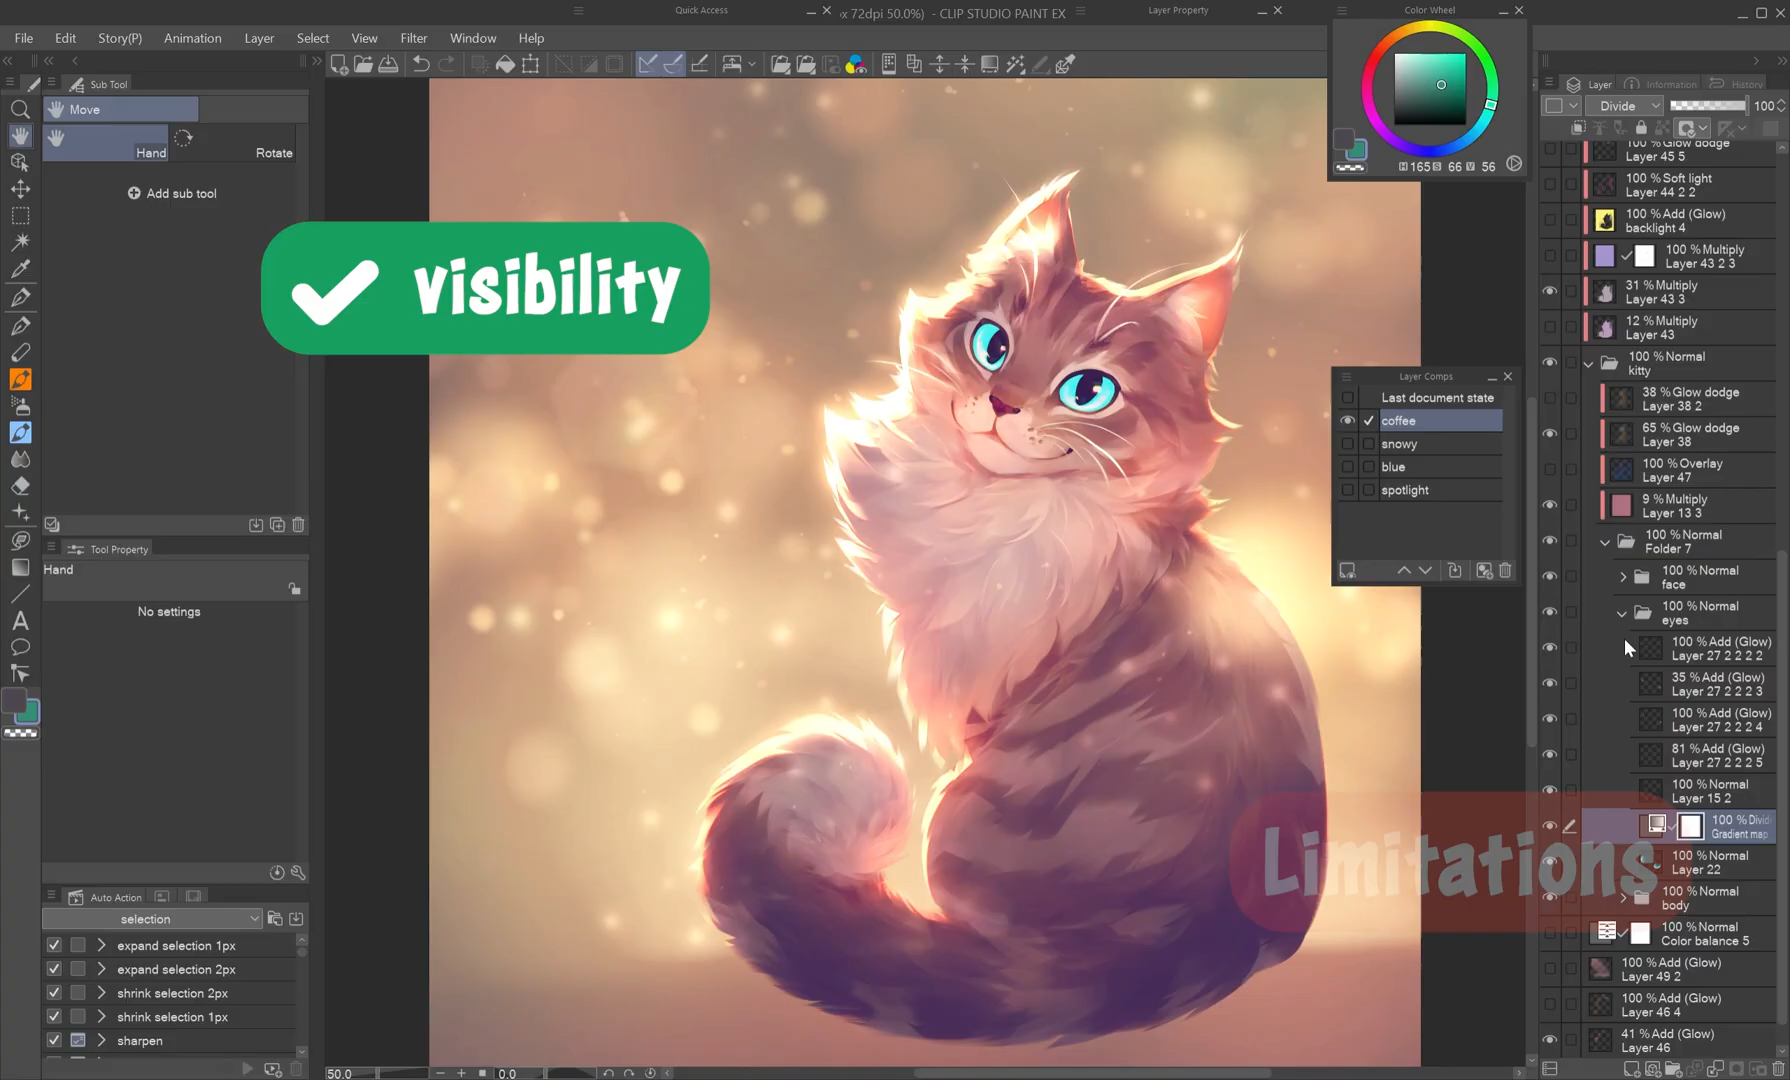 Quick Access
x 72dpi 50.0%) - CLIP STUDIO PAINT EX
Layer Property
Color Wheel
File Edit Story(P) Animation Layer Select View Filter Window Help
Sub Tool
Move
Hand
Rotate
Add sub tool
visibility
Tool Property
Hand
No settings
Auto Action
selection
expand selection 1px
expand selection 2px
shrink selection 2px
shrink selection 1px
sharpen
50.0
0.0
H 165 S 66 V 56
Layer Comps
Last document state
coffee
snowy
blue
spotlight
Limitations
Layer Information History
Divide 100
100 % Glow dodge
Layer 45 5
100 % Soft light
Layer 44 2 2
100 % Add (Glow)
backlight 4
100 % Multiply
Layer 43 2 3
31 % Multiply
Layer 43 3
12 % Multiply
Layer 43
100 % Normal
kitty
38 % Glow dodge
Layer 38 2
65 % Glow dodge
Layer 38
100 % Overlay
Layer 47
9 % Multiply
Layer 13 3
100 % Normal
Folder 7
100 % Normal
face
100 % Normal
eyes
100 % Add (Glow)
Layer 27 2 2 2 2
35 % Add (Glow)
Layer 27 2 2 2 3
100 % Add (Glow)
Layer 27 2 2 2 4
81 % Add (Glow)
Layer 27 2 2 2 5
100 % Normal
Layer 15 2
100 % Divid
Gradient map
100 % Normal
Layer 22
100 % Normal
body
100 % Normal
Color balance 5
100 % Add (Glow)
Layer 49 2
100 % Add (Glow)
Layer 46 4
41 % Add (Glow)
Layer 46